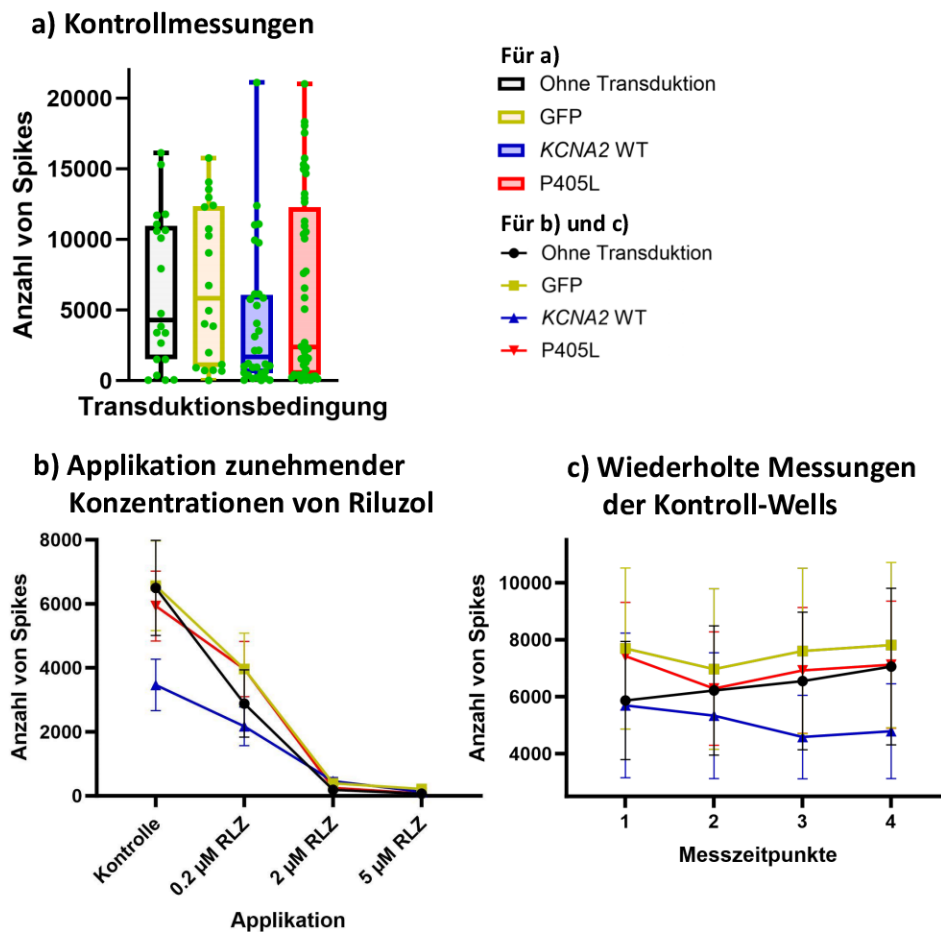 a) Kontrollmessungen
Anzahl von Spikes
20000
15000
10000
5000
0
Transduktionsbedingung
Für a)
Ohne Transduktion
GFP
KCNA2 WT
P405L
Für b) und c)
Ohne Transduktion
GFP
KCNA2 WT
P405L
b) Applikation zunehmender
Konzentrationen von Riluzol
Anzahl von Spikes
8000
6000
4000
2000
0
Kontrolle
0.2 µM RLZ
2 µM RLZ
5 µM RLZ
Applikation
c) Wiederholte Messungen
der Kontroll-Wells
Anzahl von Spikes
10000
8000
6000
4000
1 2 3 4
Messzeitpunkte